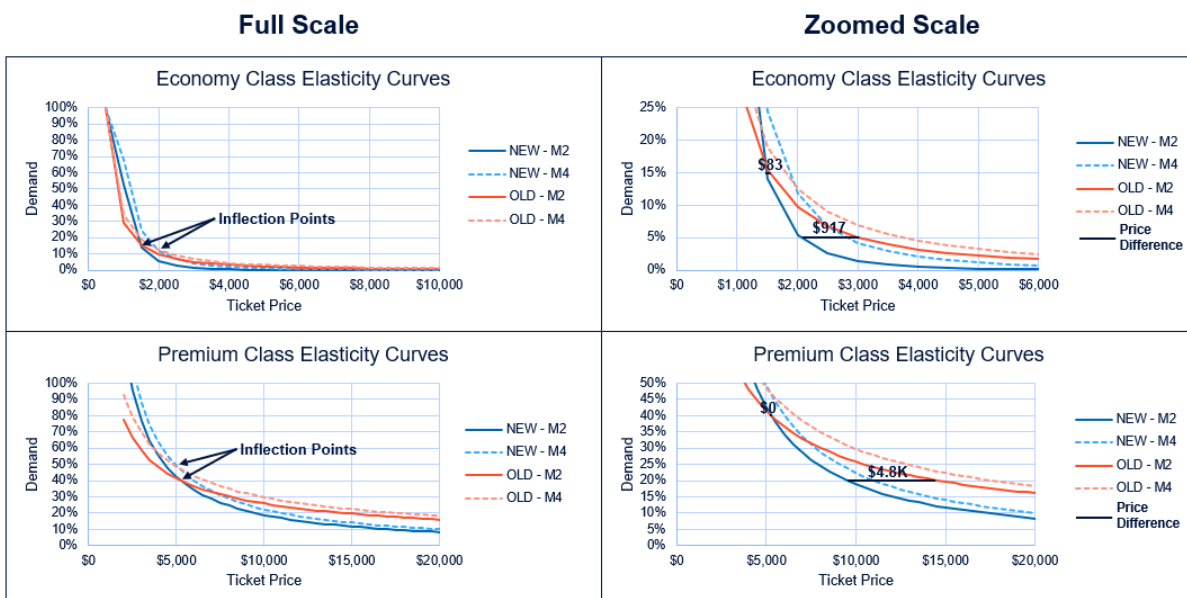 Full Scale
Zoomed Scale
Economy Class Elasticity Curves
100%
90%
80%
70%
60%
50%
40%
30%
20%
10%
0%
Demand
Inflection Points
$0
$2,000
$4,000
$6,000
$8,000
$10,000
Ticket Price
NEW - M2
NEW - M4
OLD - M2
OLD - M4
Economy Class Elasticity Curves
25%
20%
15%
10%
5%
0%
Demand
$83
$917
$0
$1,000
$2,000
$3,000
$4,000
$5,000
$6,000
Ticket Price
NEW - M2
NEW - M4
OLD - M2
OLD - M4
Price
Difference
Premium Class Elasticity Curves
100%
90%
80%
70%
60%
50%
40%
30%
20%
10%
0%
Demand
Inflection Points
$0
$5,000
$10,000
$15,000
$20,000
Ticket Price
NEW - M2
NEW - M4
OLD - M2
OLD - M4
Premium Class Elasticity Curves
50%
45%
40%
35%
30%
25%
20%
15%
10%
5%
0%
Demand
$0
$4.8K
$0
$5,000
$10,000
$15,000
$20,000
Ticket Price
NEW - M2
NEW - M4
OLD - M2
OLD - M4
Price
Difference